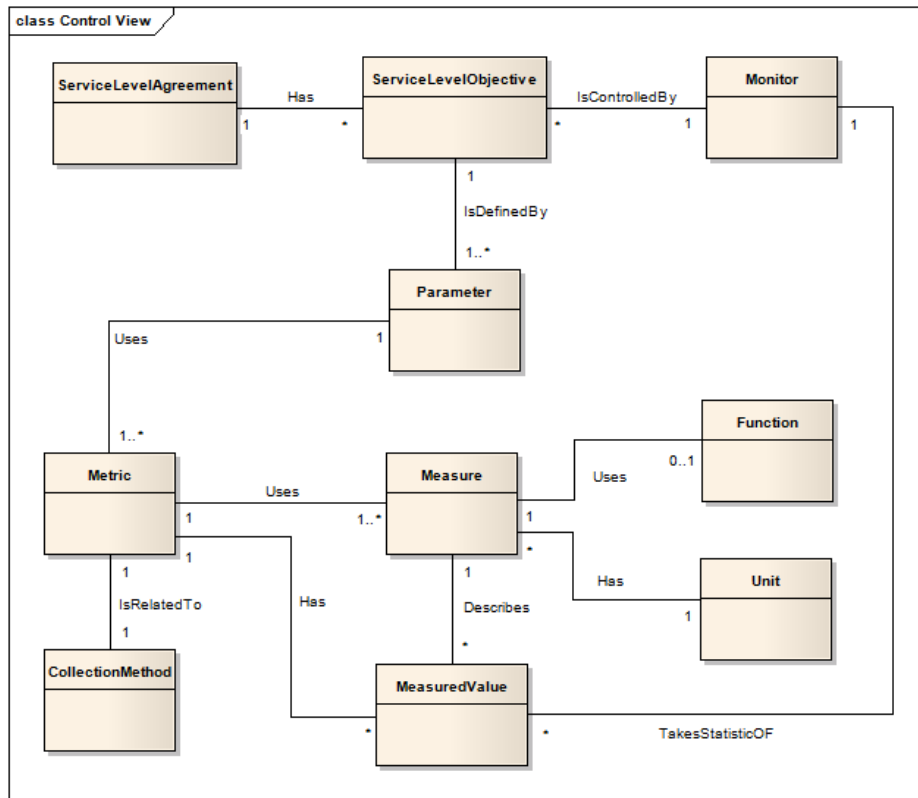 class Control View
ServiceLevelAgreement
Has
1
*
ServiceLevelObjective
IsControlledBy
*
1
Monitor
1
1
IsDefinedBy
1..*
Parameter
Uses
1
1..*
Metric
Uses
1
1..*
Measure
Function
0..1
Uses
1
*
Has
1
Unit
1
1
IsRelatedTo
1
Has
1
Describes
*
CollectionMethod
MeasuredValue
*
*
TakesStatisticOF